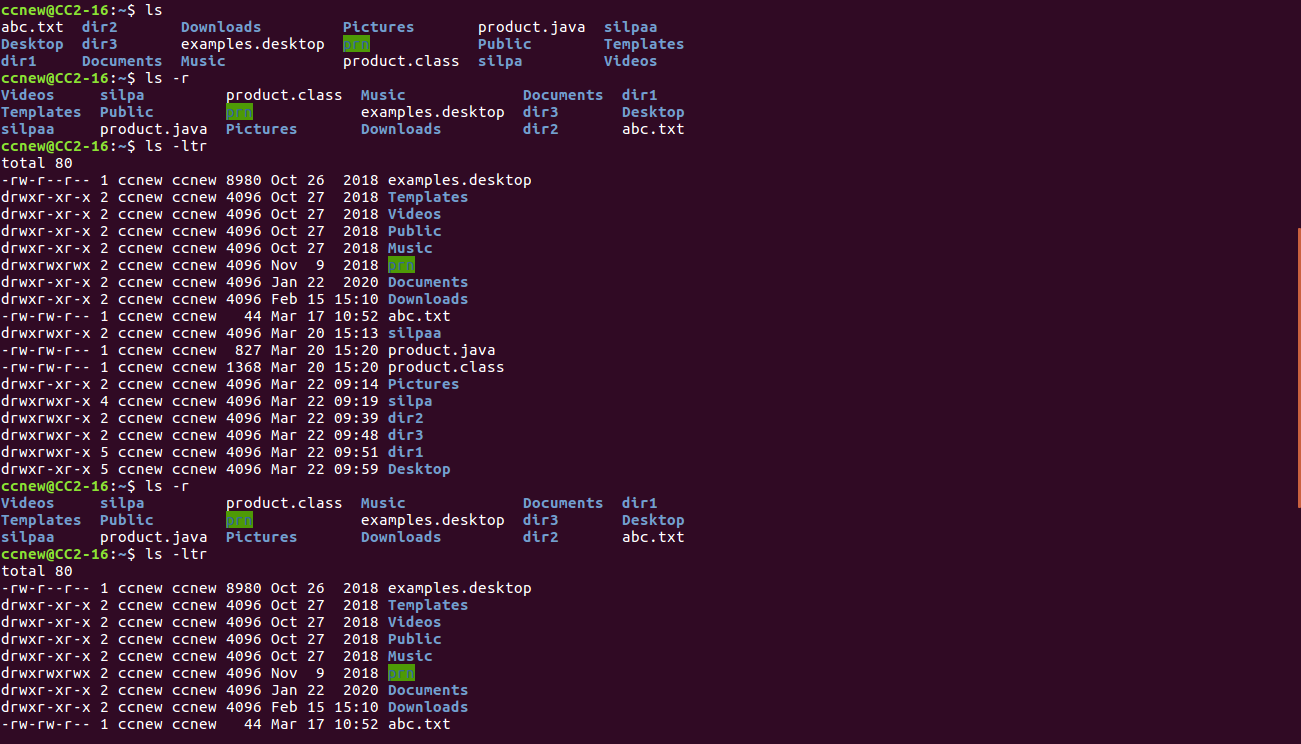 ccnew@CC2-16:~$ ls
abc.txt  dir2       Downloads         Pictures       product.java  silpaa
Desktop  dir3       examples.desktop  prn            Public        Templates
dir1     Documents  Music             product.class  silpa         Videos
ccnew@CC2-16:~$ ls -r
Videos     silpa         product.class  Music             Documents  dir1
Templates  Public        prn            examples.desktop  dir3       Desktop
silpaa     product.java  Pictures       Downloads         dir2       abc.txt
ccnew@CC2-16:~$ ls -ltr
total 80
-rw-r--r-- 1 ccnew ccnew 8980 Oct 26  2018 examples.desktop
drwxr-xr-x 2 ccnew ccnew 4096 Oct 27  2018 Templates
drwxr-xr-x 2 ccnew ccnew 4096 Oct 27  2018 Videos
drwxr-xr-x 2 ccnew ccnew 4096 Oct 27  2018 Public
drwxr-xr-x 2 ccnew ccnew 4096 Oct 27  2018 Music
drwxrwxrwx 2 ccnew ccnew 4096 Nov  9  2018 prn
drwxr-xr-x 2 ccnew ccnew 4096 Jan 22  2020 Documents
drwxr-xr-x 2 ccnew ccnew 4096 Feb 15 15:10 Downloads
-rw-rw-r-- 1 ccnew ccnew   44 Mar 17 10:52 abc.txt
drwxrwxr-x 2 ccnew ccnew 4096 Mar 20 15:13 silpaa
-rw-rw-r-- 1 ccnew ccnew  827 Mar 20 15:20 product.java
-rw-rw-r-- 1 ccnew ccnew 1368 Mar 20 15:20 product.class
drwxr-xr-x 2 ccnew ccnew 4096 Mar 22 09:14 Pictures
drwxrwxr-x 4 ccnew ccnew 4096 Mar 22 09:19 silpa
drwxrwxr-x 2 ccnew ccnew 4096 Mar 22 09:39 dir2
drwxrwxr-x 2 ccnew ccnew 4096 Mar 22 09:48 dir3
drwxrwxr-x 5 ccnew ccnew 4096 Mar 22 09:51 dir1
drwxr-xr-x 5 ccnew ccnew 4096 Mar 22 09:59 Desktop
ccnew@CC2-16:~$ ls -r
Videos     silpa         product.class  Music             Documents  dir1
Templates  Public        prn            examples.desktop  dir3       Desktop
silpaa     product.java  Pictures       Downloads         dir2       abc.txt
ccnew@CC2-16:~$ ls -ltr
total 80
-rw-r--r-- 1 ccnew ccnew 8980 Oct 26  2018 examples.desktop
drwxr-xr-x 2 ccnew ccnew 4096 Oct 27  2018 Templates
drwxr-xr-x 2 ccnew ccnew 4096 Oct 27  2018 Videos
drwxr-xr-x 2 ccnew ccnew 4096 Oct 27  2018 Public
drwxr-xr-x 2 ccnew ccnew 4096 Oct 27  2018 Music
drwxrwxrwx 2 ccnew ccnew 4096 Nov  9  2018 prn
drwxr-xr-x 2 ccnew ccnew 4096 Jan 22  2020 Documents
drwxr-xr-x 2 ccnew ccnew 4096 Feb 15 15:10 Downloads
-rw-rw-r-- 1 ccnew ccnew   44 Mar 17 10:52 abc.txt